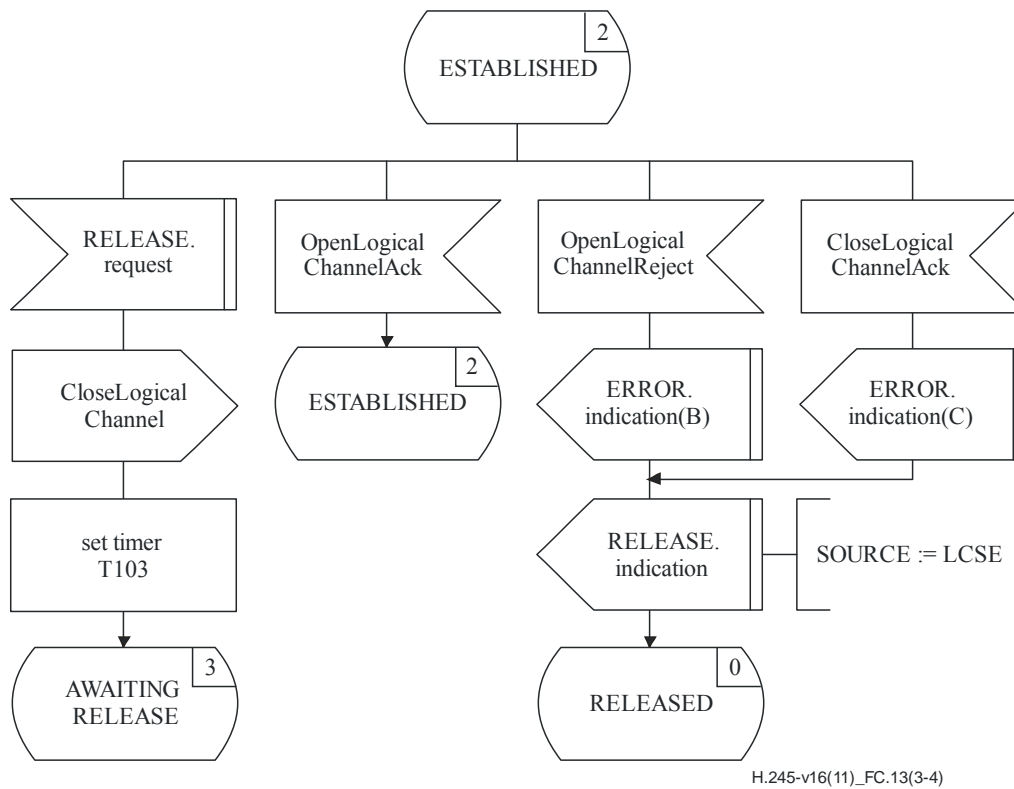 2
ESTABLISHED
RELEASE.
request
OpenLogical
ChannelAck
OpenLogical
ChannelReject
CloseLogical
ChannelAck
CloseLogical
Channel
2
ESTABLISHED
ERROR.
indication(B)
ERROR.
indication(C)
set timer
T103
RELEASE.
indication
SOURCE := LCSE
3
AWAITING
RELEASE
0
RELEASED
H.245-v16(11)_FC.13(3-4)